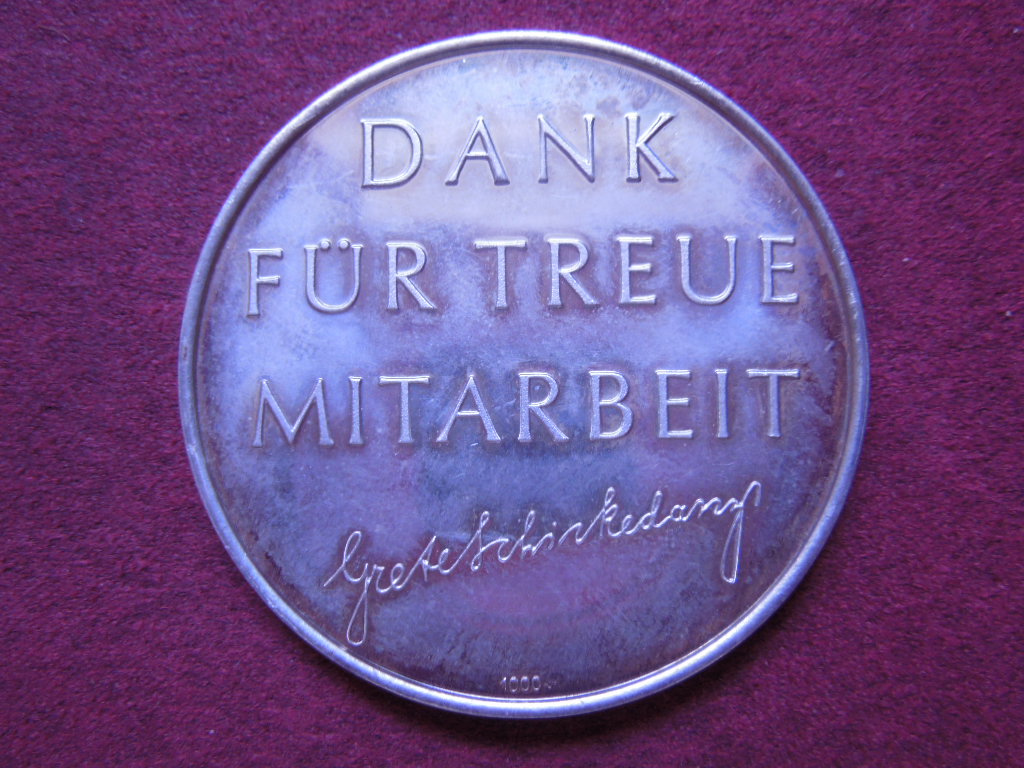 DANK
FÜR TREUE
MITARBEIT
Grete Schickedanz
1000